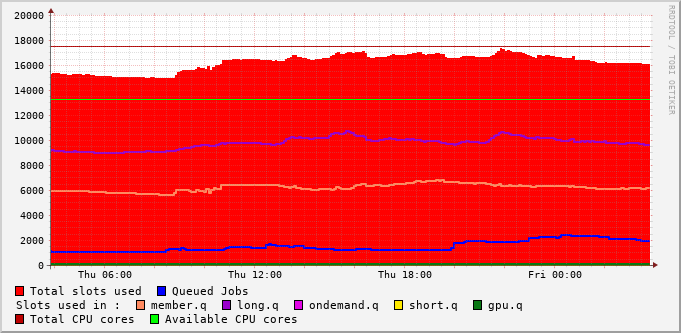 RRDTOOL / TOBI OETIKER
20000
18000
16000
14000
12000
10000
8000
6000
4000
2000
0
Thu 06:00 Thu 12:00 Thu 18:00 Fri 00:00
Total slots used Queued Jobs
Slots used in : member.q long.q ondemand.q short.q gpu.q
Total CPU cores Available CPU cores